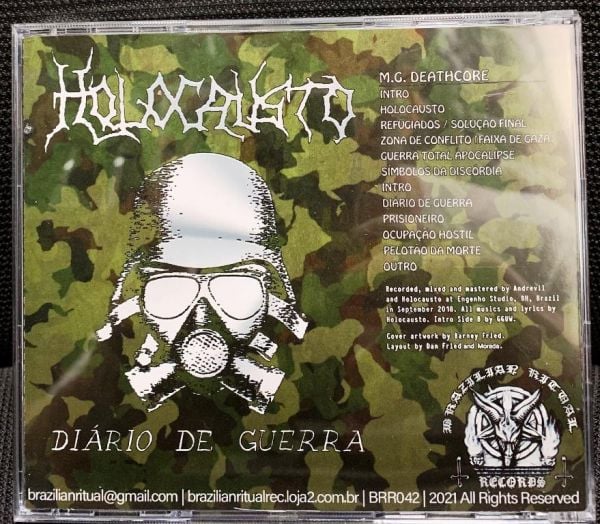 HOLOCAUSTO
M.G. DEATHCORE
INTRO
HOLOCAUSTO
REFUGIADOS / SOLUÇÃO FINAL
ZONA DE CONFLITO / FAIXA DE GAZA
GUERRA TOTAL APOCALIPSE
SÍMBOLOS DA DISCÓRDIA
INTRO
DIÁRIO DE GUERRA
PRISIONEIRO
OCUPAÇÃO HOSTIL
PELOTÃO DA MORTE
OUTRO
Recorded, mixed and mastered by Andrevil
and Holocausto at Engenho Studio, BH, Brazil
in September 2018. All musics and lyrics by
Holocausto. Intro Side B by GGUW.
Cover artwork by Barney Fried.
Layout by Dan Fried and Moredo.
DIÁRIO DE GUERRA
BRAZILIAN RITUAL
RECORDS
brazilianritual@gmail.com | brazilianritualrec.loja2.com.br | BRR042 | 2021 All Rights Reserved